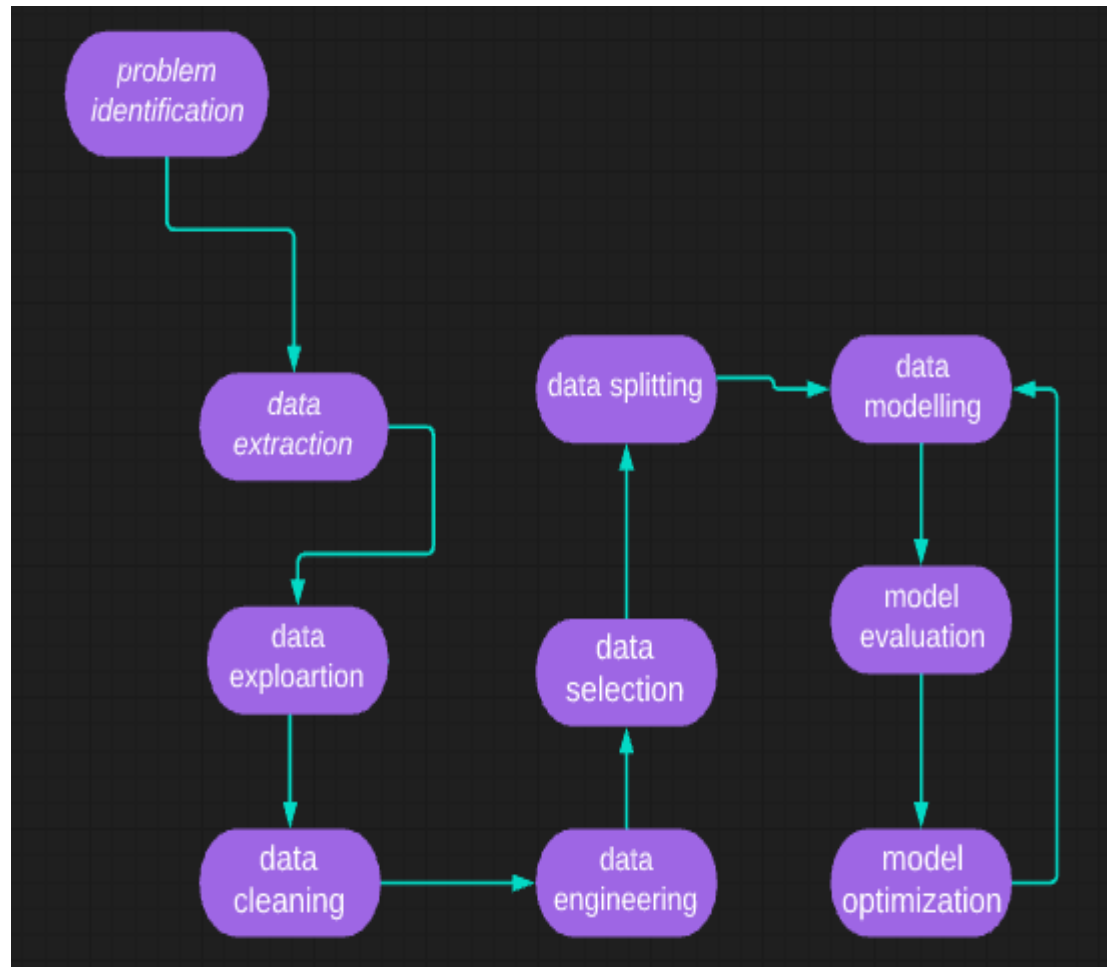 problem
identification
data
extraction
data
exploartion
data
cleaning
data
engineering
data
selection
data splitting
data
modelling
model
evaluation
model
optimization